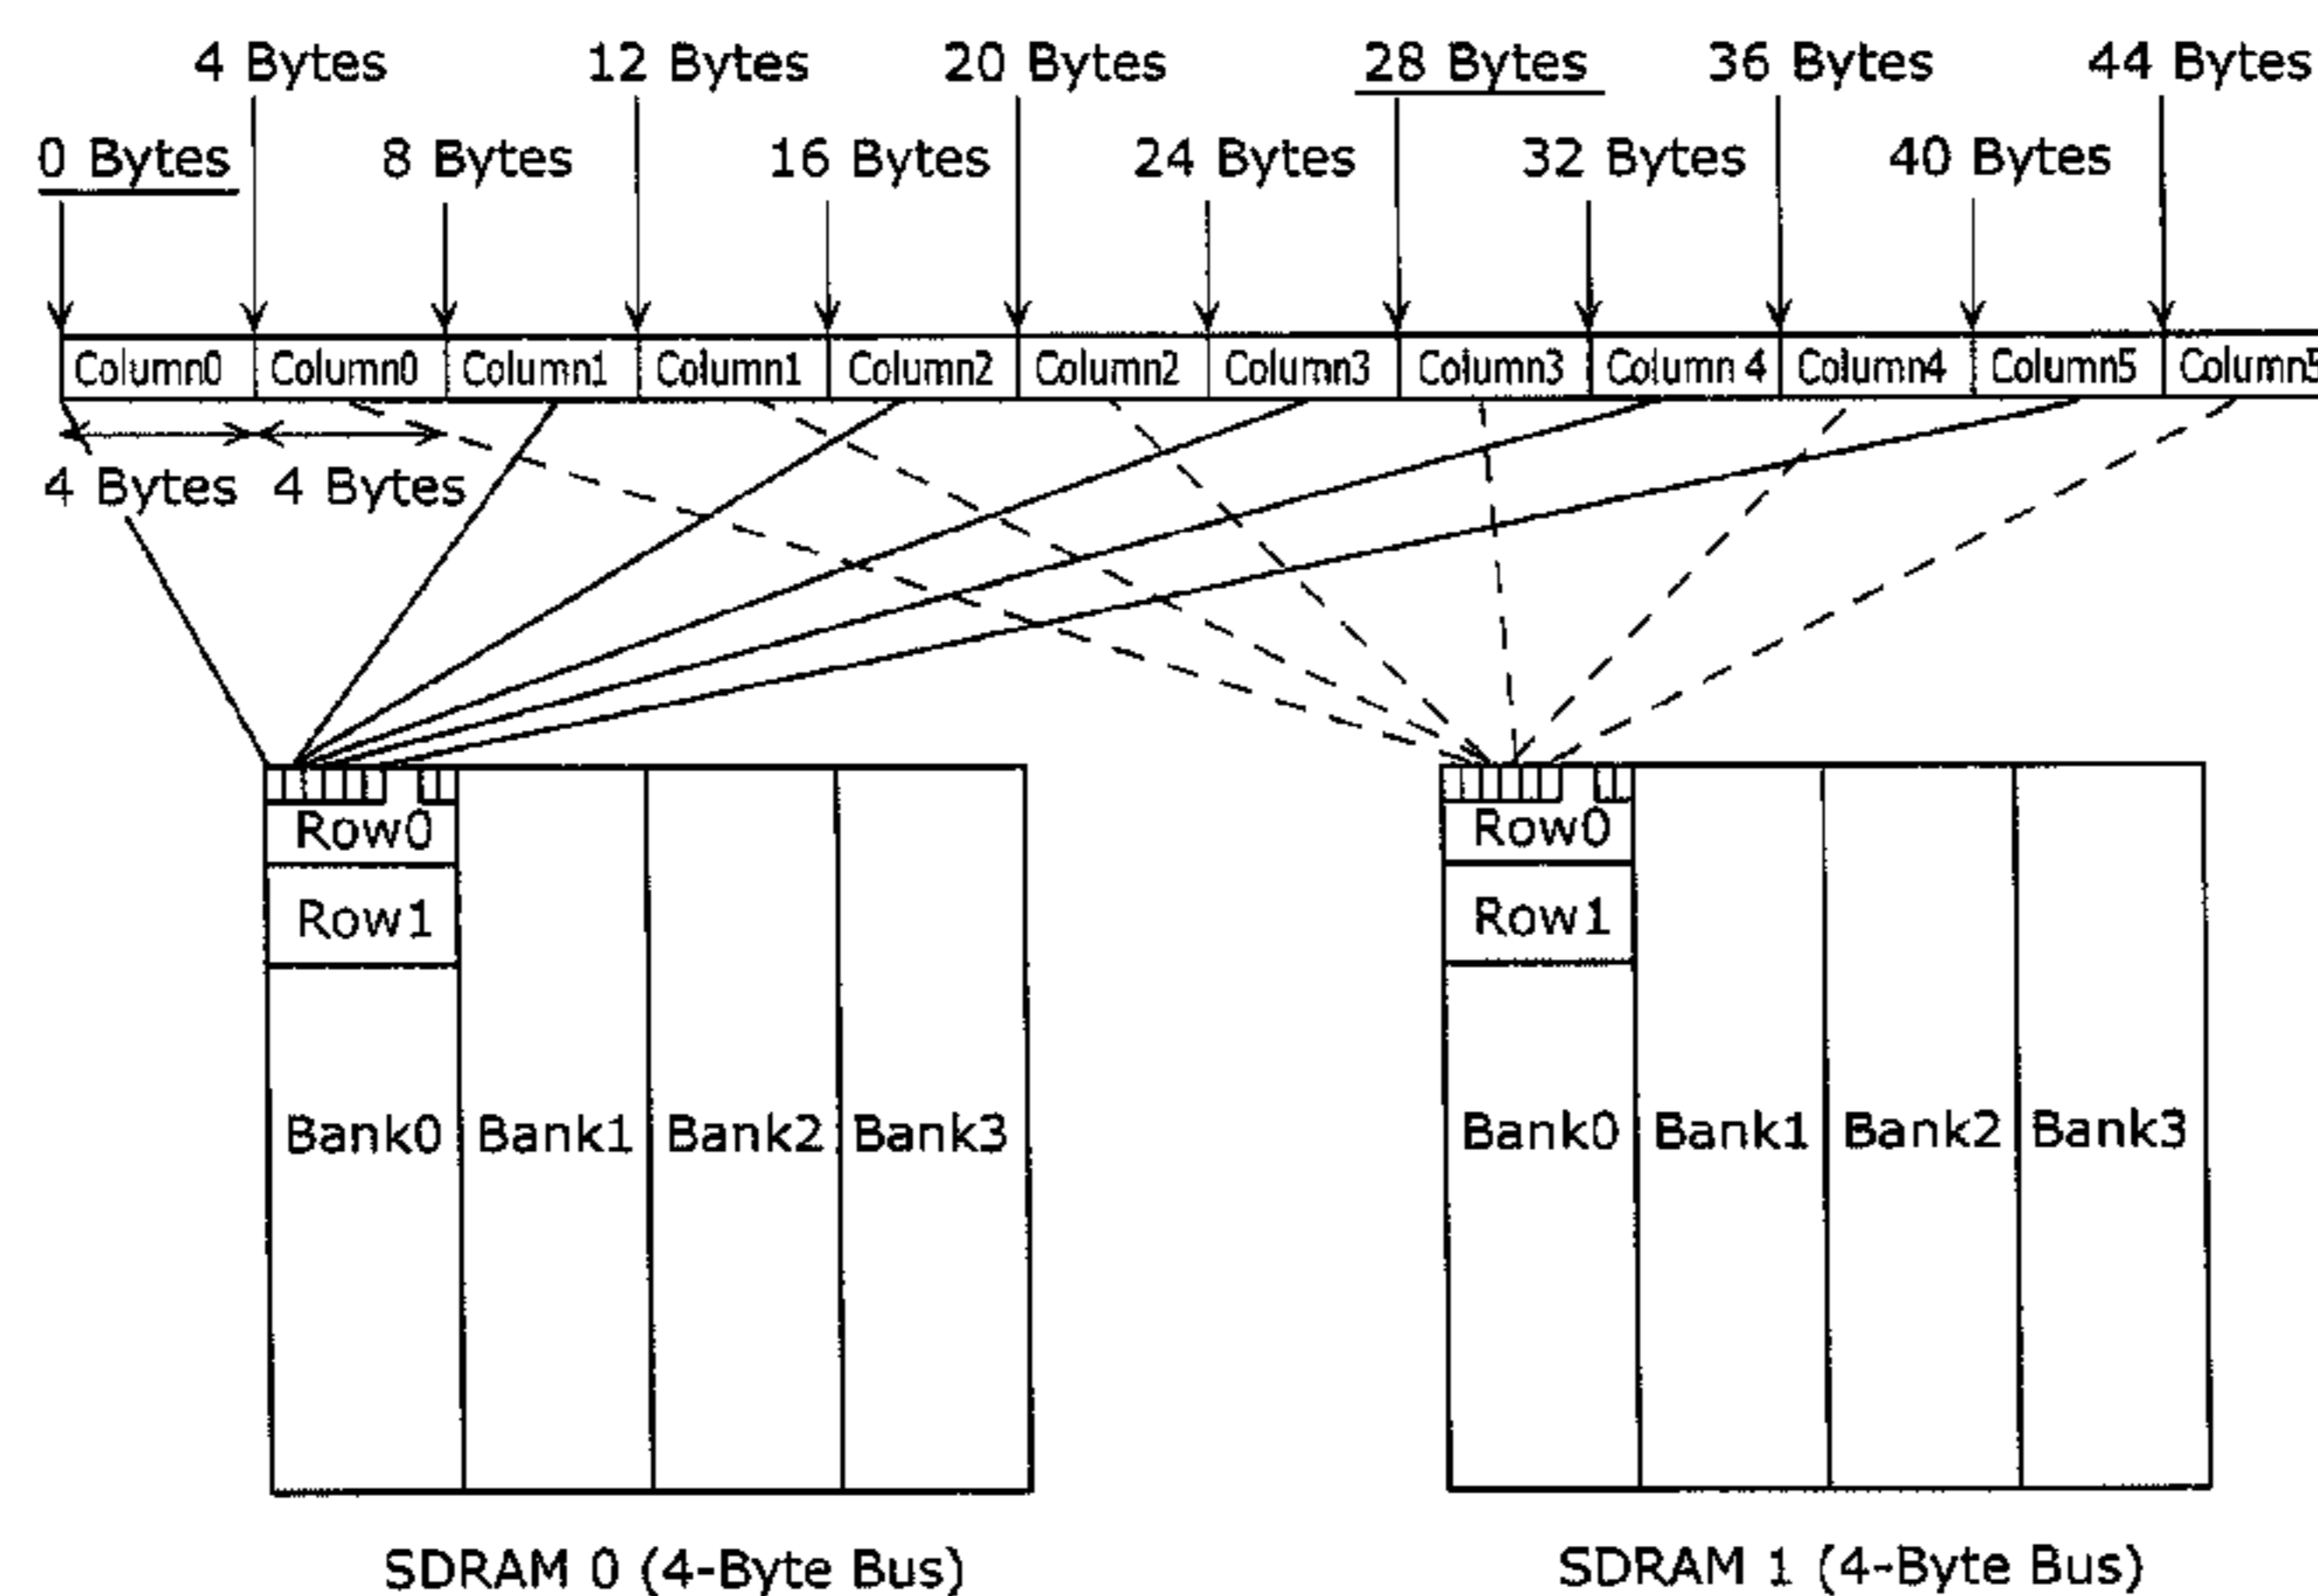 4 Bytes 12 Bytes 20 Bytes 28 Bytes 36 Bytes 44 Bytes
0 Bytes 8 Bytes 16 Bytes 24 Bytes 32 Bytes 40 Bytes
Column0 Column0 Column1 Column1 Column2 Column2 Column3 Column3 Column 4 Column4 Column5 Column5
4 Bytes 4 Bytes
Row0 Row0
Row1 Row1
Bank0 Bank1 Bank2 Bank3 Bank0 Bank1 Bank2 Bank3
SDRAM 0 (4-Byte Bus) SDRAM 1 (4-Byte Bus)